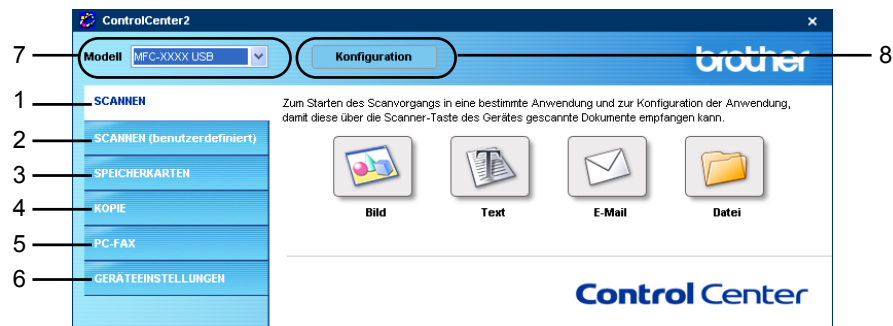 ControlCenter2
7 Modell MFC-XXXX USB Konfiguration brother 8
1 SCANNEN
2 SCANNEN (benutzerdefiniert)
3 SPEICHERKARTEN
4 KOPIE
5 PC-FAX
6 GERÄTEEINSTELLUNGEN
Zum Starten des Scanvorgangs in eine bestimmte Anwendung und zur Konfiguration der Anwendung,
damit diese über die Scanner-Taste des Gerätes gescannte Dokumente empfangen kann.
Bild Text E-Mail Datei
Control Center